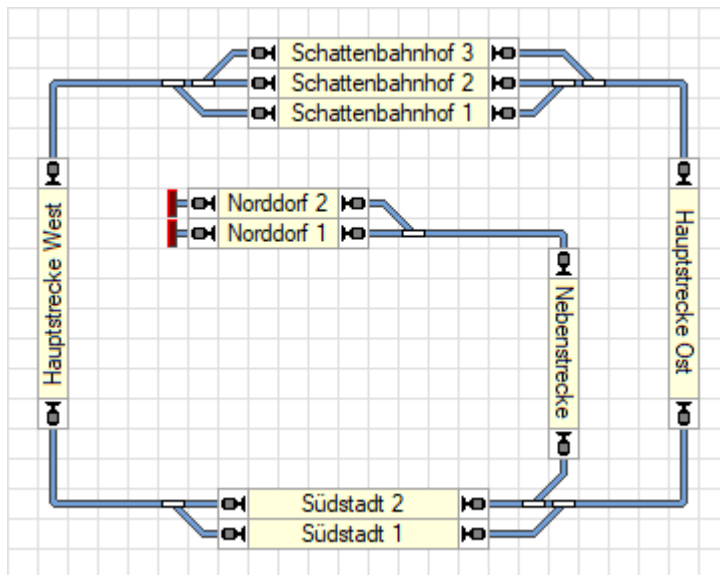 Schattenbahnhof 3
Schattenbahnhof 2
Schattenbahnhof 1
Norddorf 2
Norddorf 1
Hauptstrecke West
Nebenstrecke
Hauptstrecke Ost
Südstadt 2
Südstadt 1